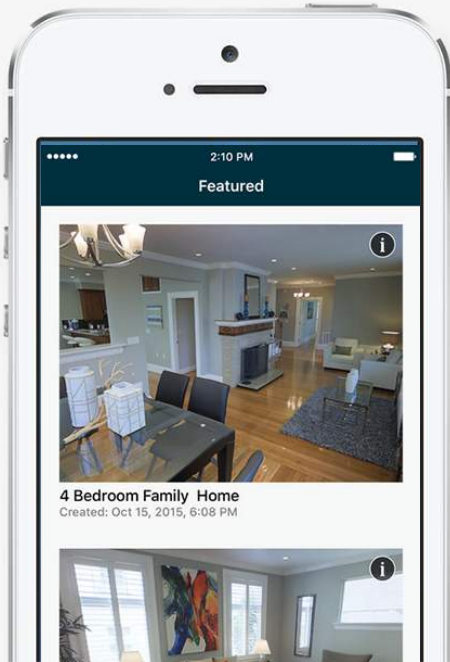 2:10 PM
Featured
i
4 Bedroom Family Home
Created: Oct 15, 2015, 6:08 PM
i